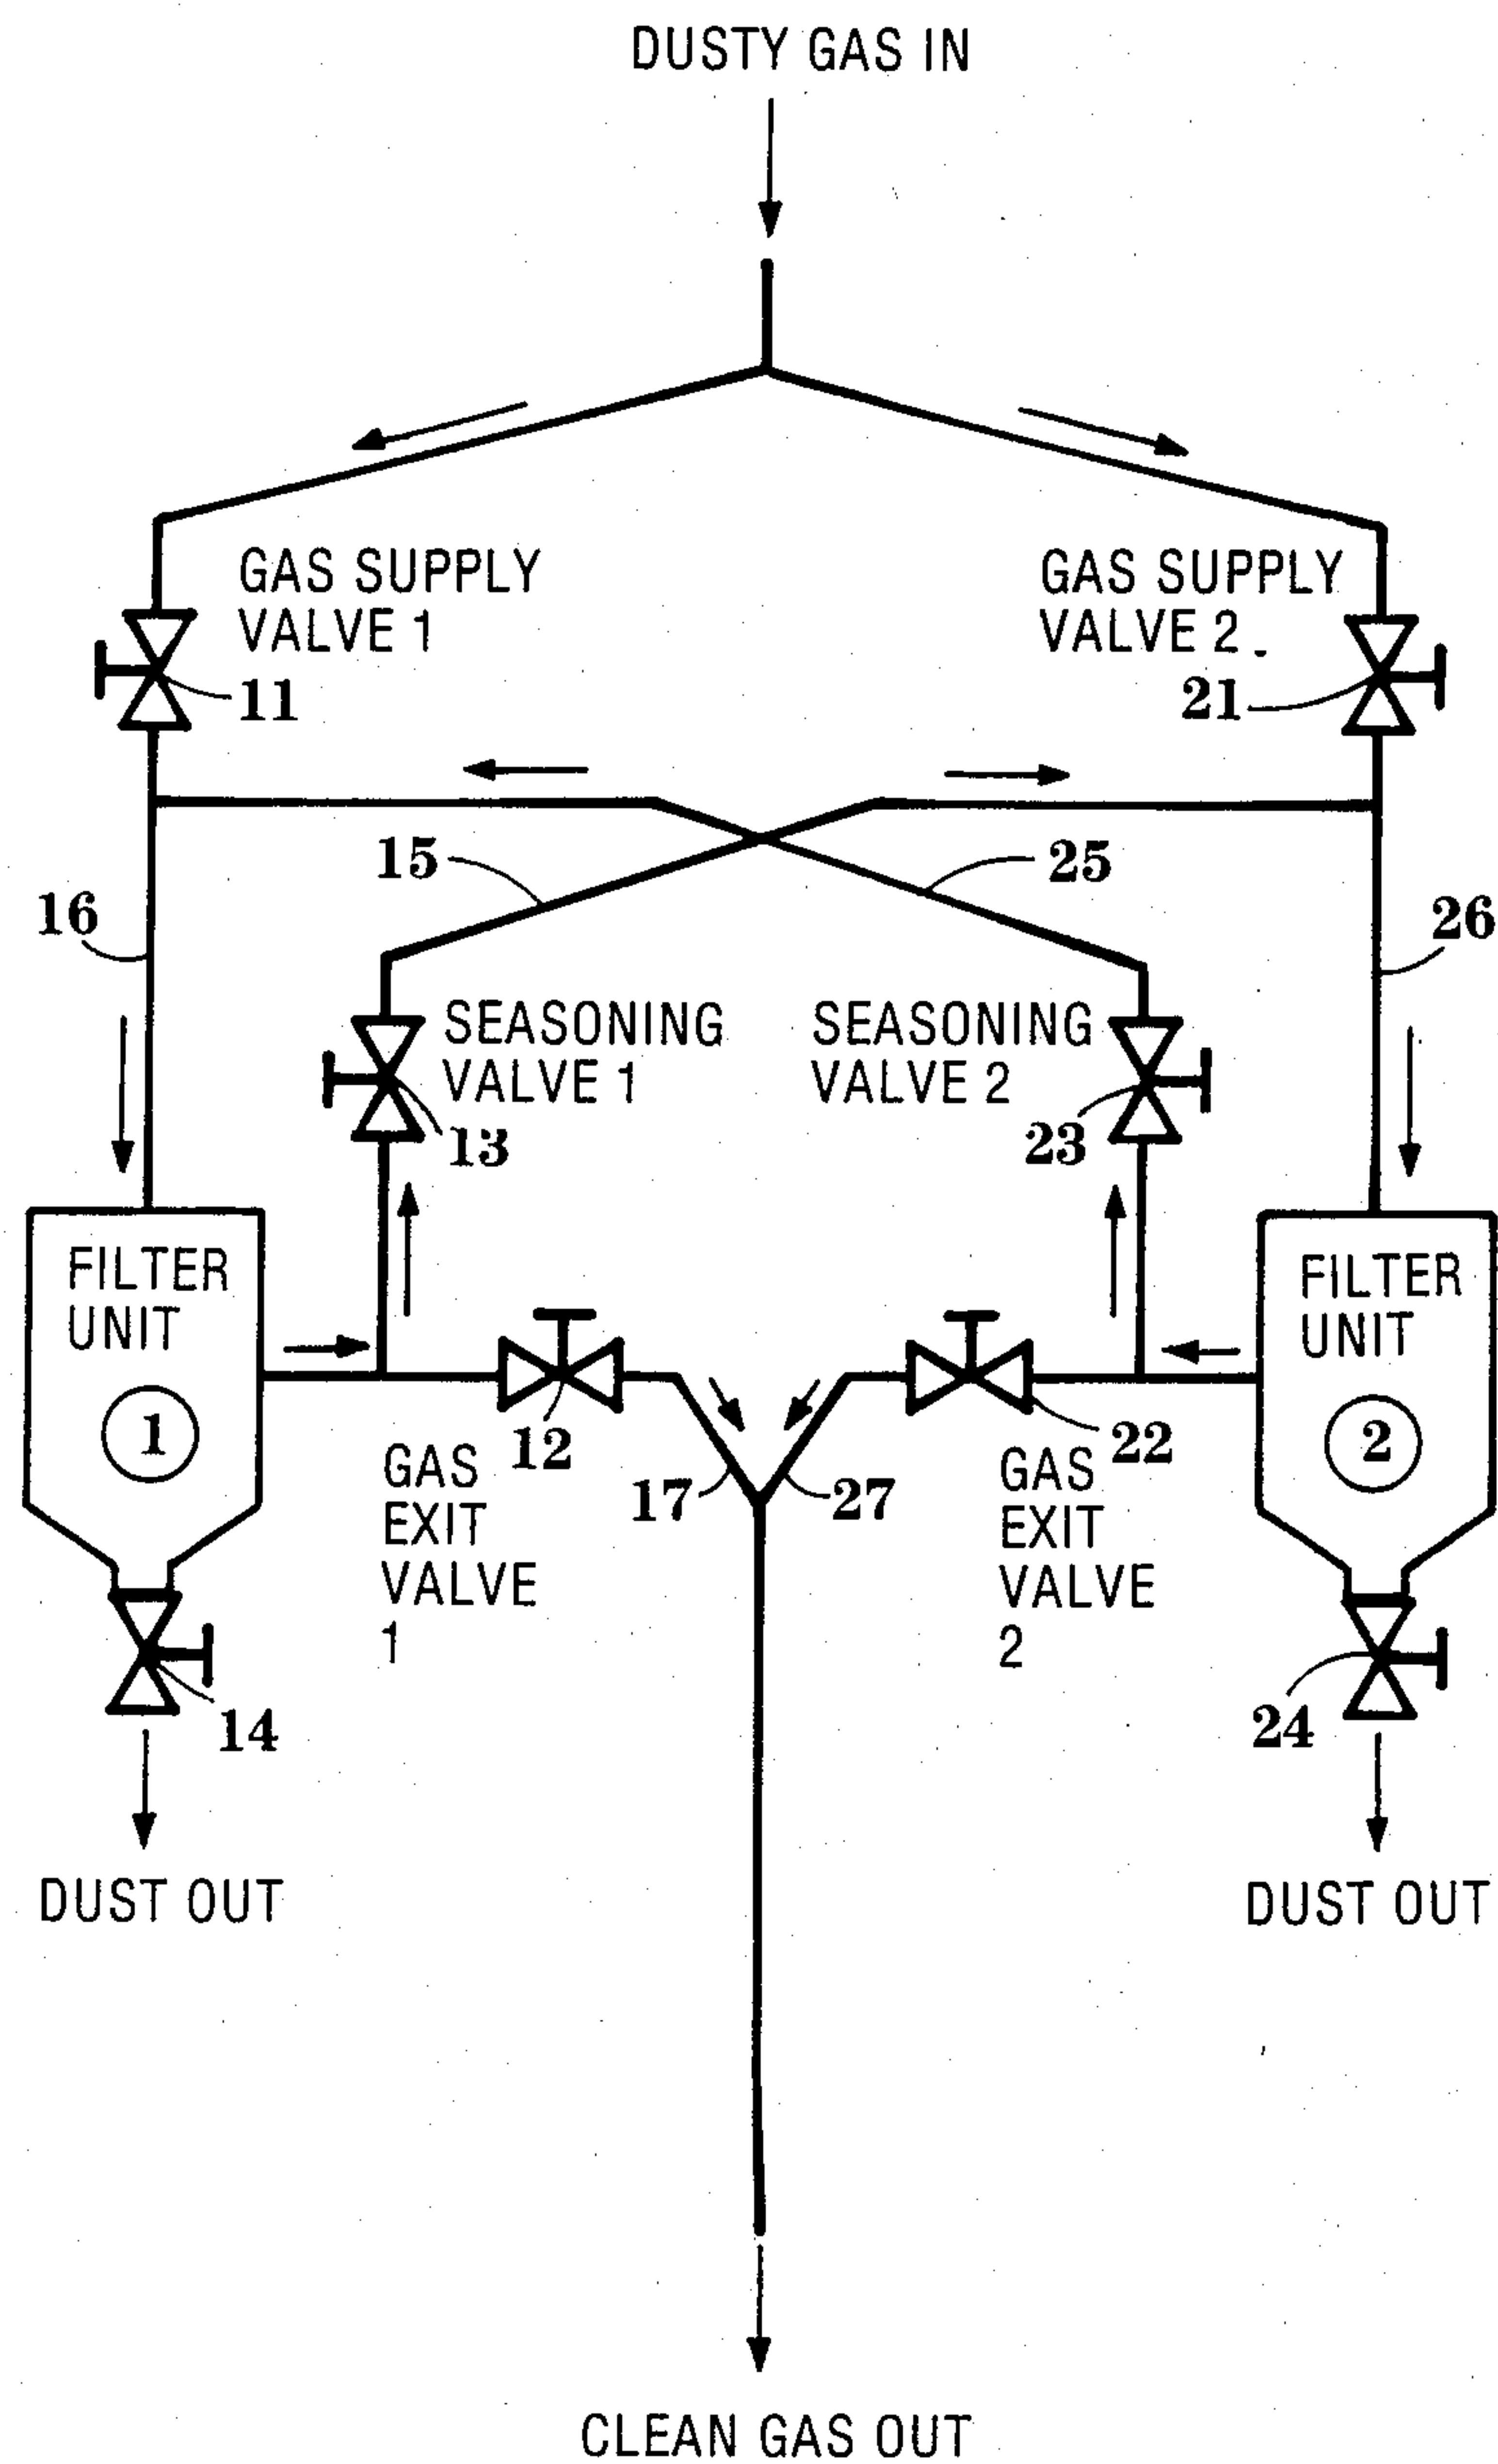 DUSTY GAS IN
GAS SUPPLY
VALVE 1
11
GAS SUPPLY
VALVE 2
21
15
25
16
26
SEASONING
VALVE 1
13
SEASONING
VALVE 2
23
FILTER
UNIT
1
FILTER
UNIT
2
12
22
GAS
EXIT
VALVE
1
17
27
GAS
EXIT
VALVE
2
14
24
DUST OUT
DUST OUT
CLEAN GAS OUT